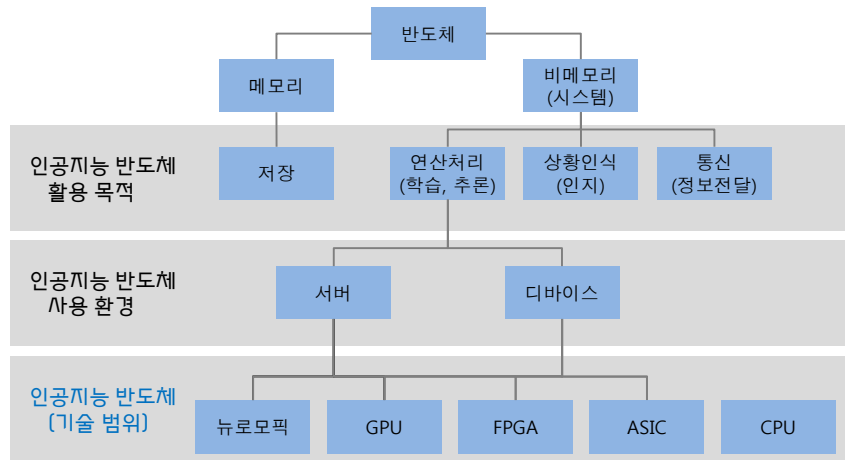 반도체
메모리
비메모리
(시스템)
인공지능 반도체
활용 목적
저장
연산처리
(학습, 추론)
상황인식
(인지)
통신
(정보전달)
인공지능 반도체
사용 환경
서버
디바이스
인공지능 반도체
(기술 범위)
뉴로모픽
GPU
FPGA
ASIC
CPU